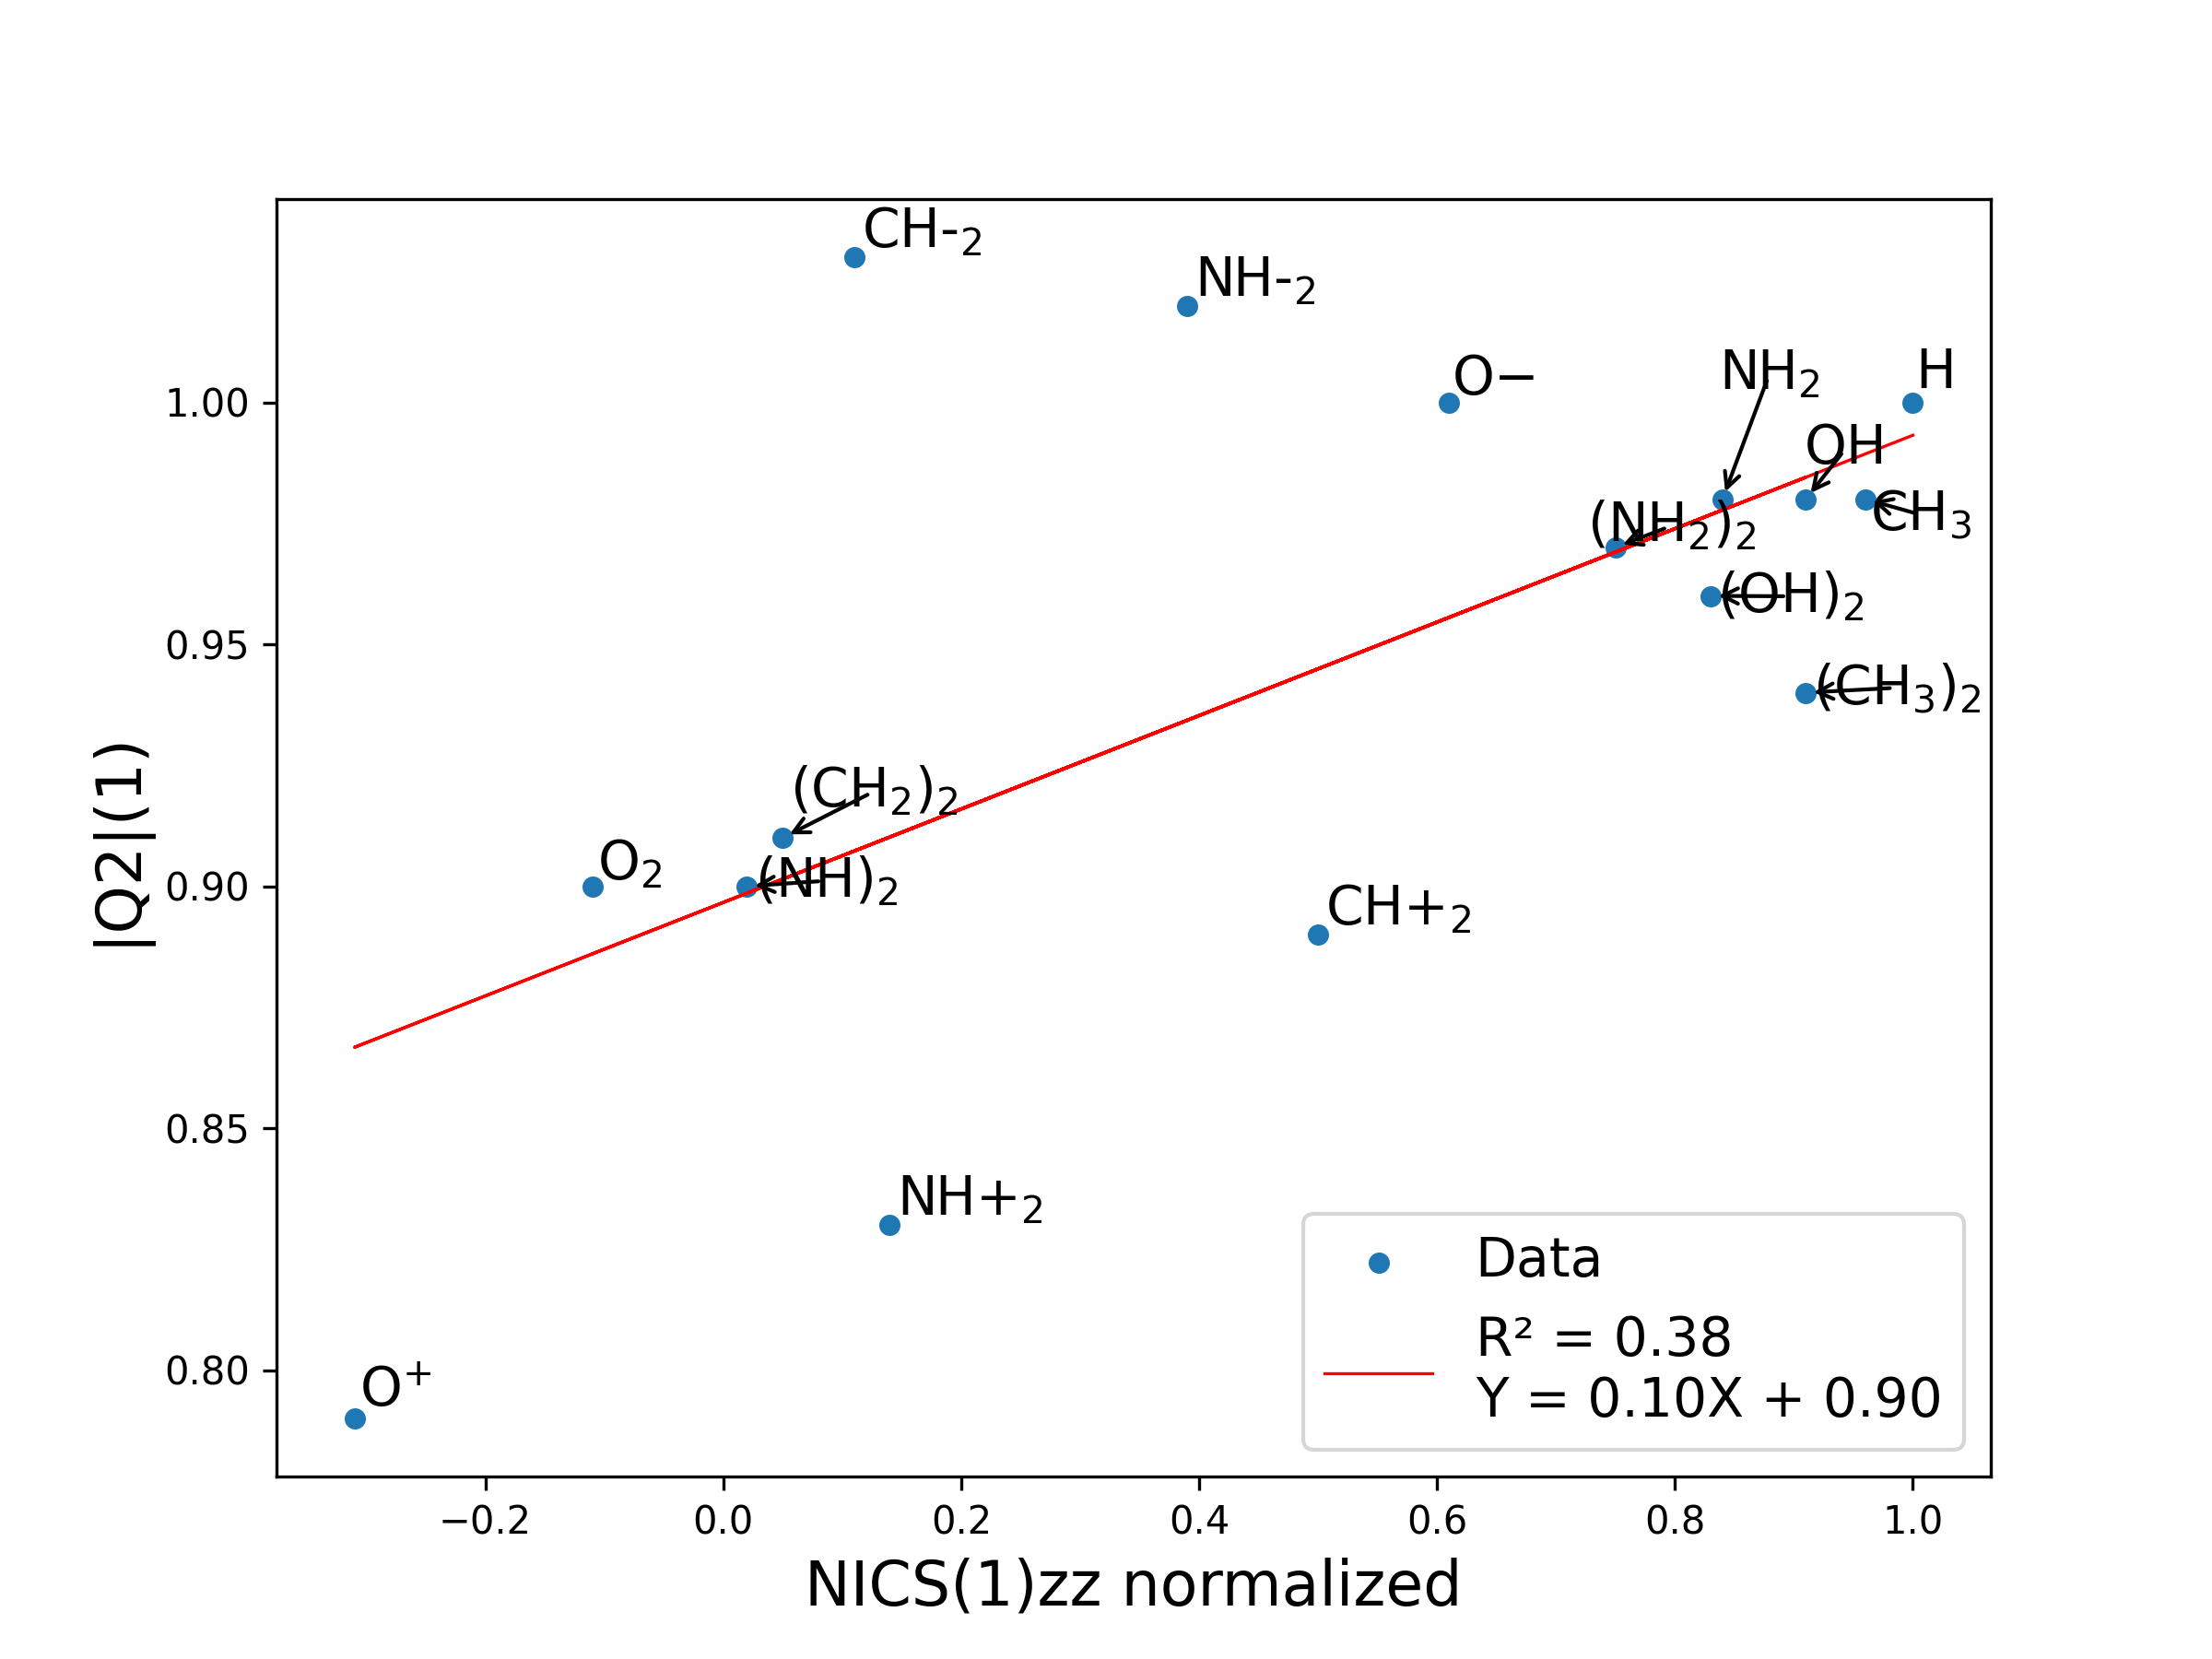 CH-₂
NH-₂
O−
NH₂
H
OH
(NH₂)₂
CH₃
(OH)₂
(CH₃)₂
(CH₂)₂
O₂
(NH)₂
CH+₂
NH+₂
O⁺
1.00
0.95
0.90
0.85
0.80
|Q2|(1)
Data
R² = 0.38
Y = 0.10X + 0.90
−0.2 0.0 0.2 0.4 0.6 0.8 1.0
NICS(1)zz normalized